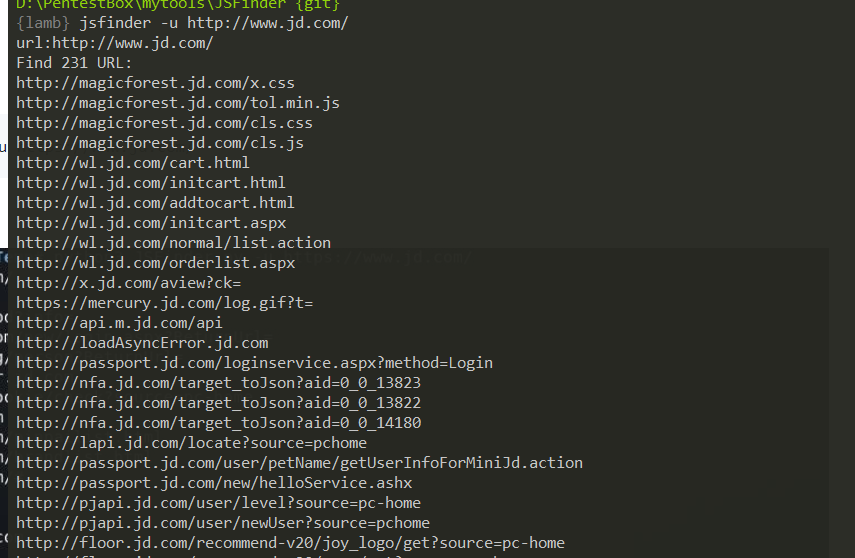 D:\PentestBox\mytools\JSFinder {git}
{lamb} jsfinder -u http://www.jd.com/
url:http://www.jd.com/
Find 231 URL:
http://magicforest.jd.com/x.css
http://magicforest.jd.com/tol.min.js
http://magicforest.jd.com/cls.css
http://magicforest.jd.com/cls.js
http://wl.jd.com/cart.html
http://wl.jd.com/initcart.html
http://wl.jd.com/addtocart.html
http://wl.jd.com/initcart.aspx
http://wl.jd.com/normal/list.action
http://wl.jd.com/orderlist.aspx
http://x.jd.com/aview?ck=
https://mercury.jd.com/log.gif?t=
http://api.m.jd.com/api
http://loadAsyncError.jd.com
http://passport.jd.com/loginservice.aspx?method=Login
http://nfa.jd.com/target_toJson?aid=0_0_13823
http://nfa.jd.com/target_toJson?aid=0_0_13822
http://nfa.jd.com/target_toJson?aid=0_0_14180
http://lapi.jd.com/locate?source=pchome
http://passport.jd.com/user/petName/getUserInfoForMiniJd.action
http://passport.jd.com/new/helloService.ashx
http://pjapi.jd.com/user/level?source=pc-home
http://pjapi.jd.com/user/newUser?source=pchome
http://floor.jd.com/recommend-v20/joy_logo/get?source=pc-home